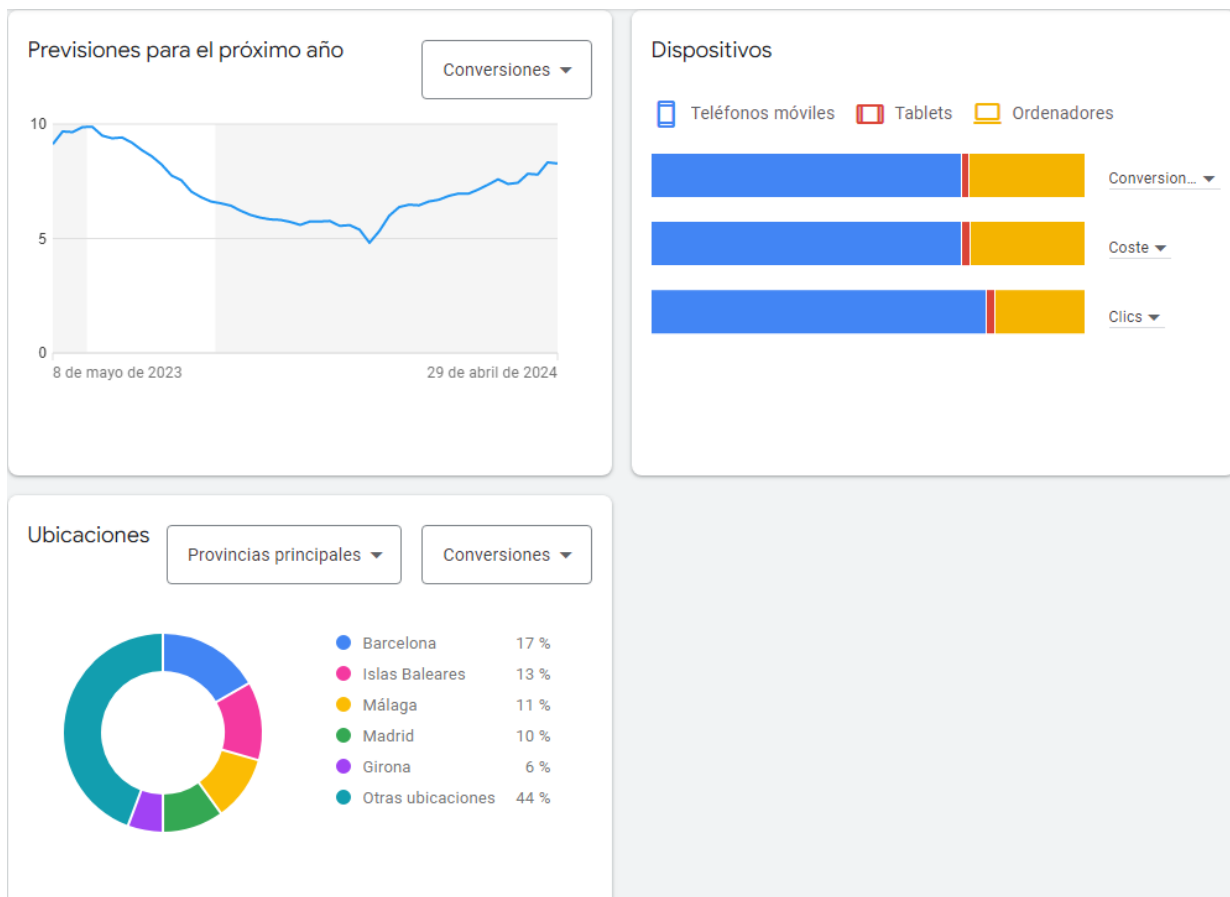 Previsiones para el próximo año
Conversiones
10
5
0
8 de mayo de 2023
29 de abril de 2024
Dispositivos
Teléfonos móviles
Tablets
Ordenadores
Conversion...
Coste
Clics
Ubicaciones
Provincias principales
Conversiones
Barcelona 17 %
Islas Baleares 13 %
Málaga 11 %
Madrid 10 %
Girona 6 %
Otras ubicaciones 44 %